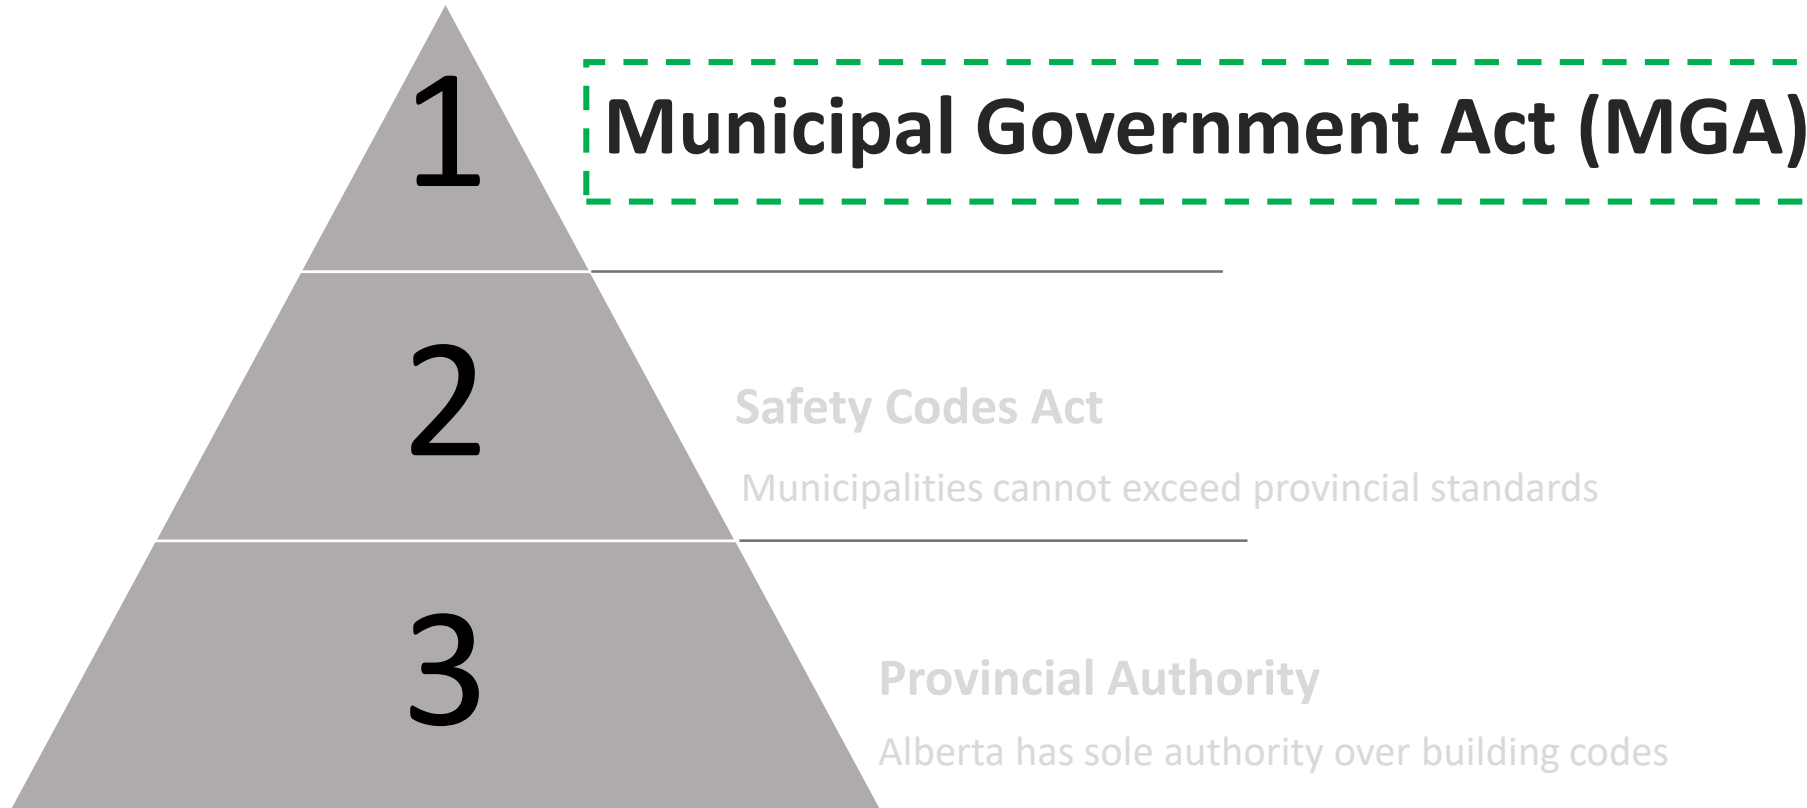 1
Municipal Government Act (MGA)
2
Safety Codes Act
Municipalities cannot exceed provincial standards
3
Provincial Authority
Alberta has sole authority over building codes